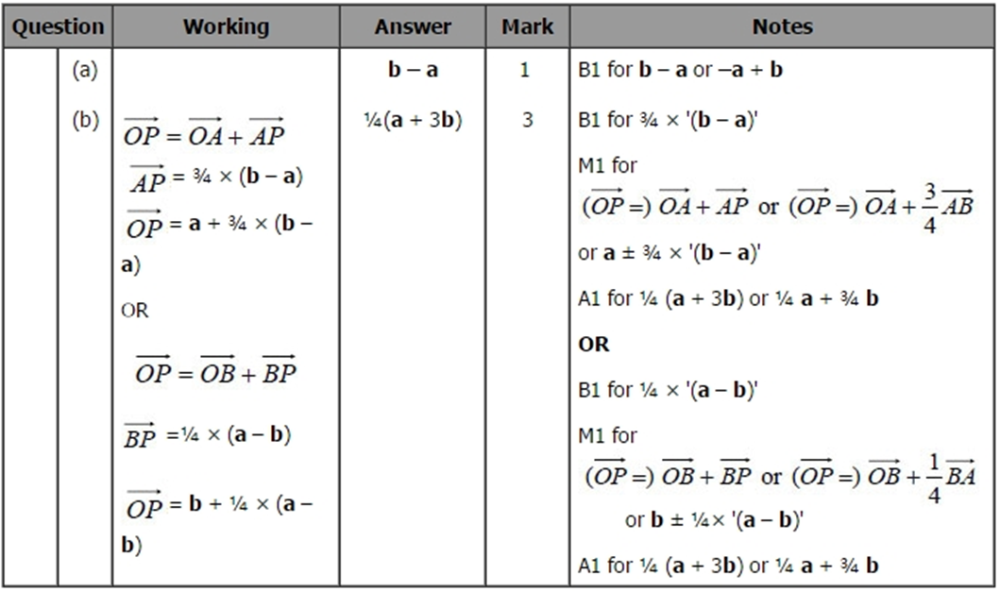 Question Working Answer Mark Notes
(a) b – a 1 B1 for b – a or –a + b
(b) OP = OA + AP ¼(a + 3b) 3 B1 for ¾ × '(b – a)'
AP = ¾ × (b – a)
OP = a + ¾ × (b –
a)
OR
OP = OB + BP
BP =¼ × (a – b)
OP = b + ¼ × (a –
b)
M1 for
(OP =) OA + AP or (OP =) OA + 3/4 AB
or a ± ¾ × '(b – a)'
A1 for ¼ (a + 3b) or ¼ a + ¾ b
OR
B1 for ¼ × '(a – b)'
M1 for
(OP =) OB + BP or (OP =) OB + 1/4 BA
or b ± ¼× '(a – b)'
A1 for ¼ (a + 3b) or ¼ a + ¾ b